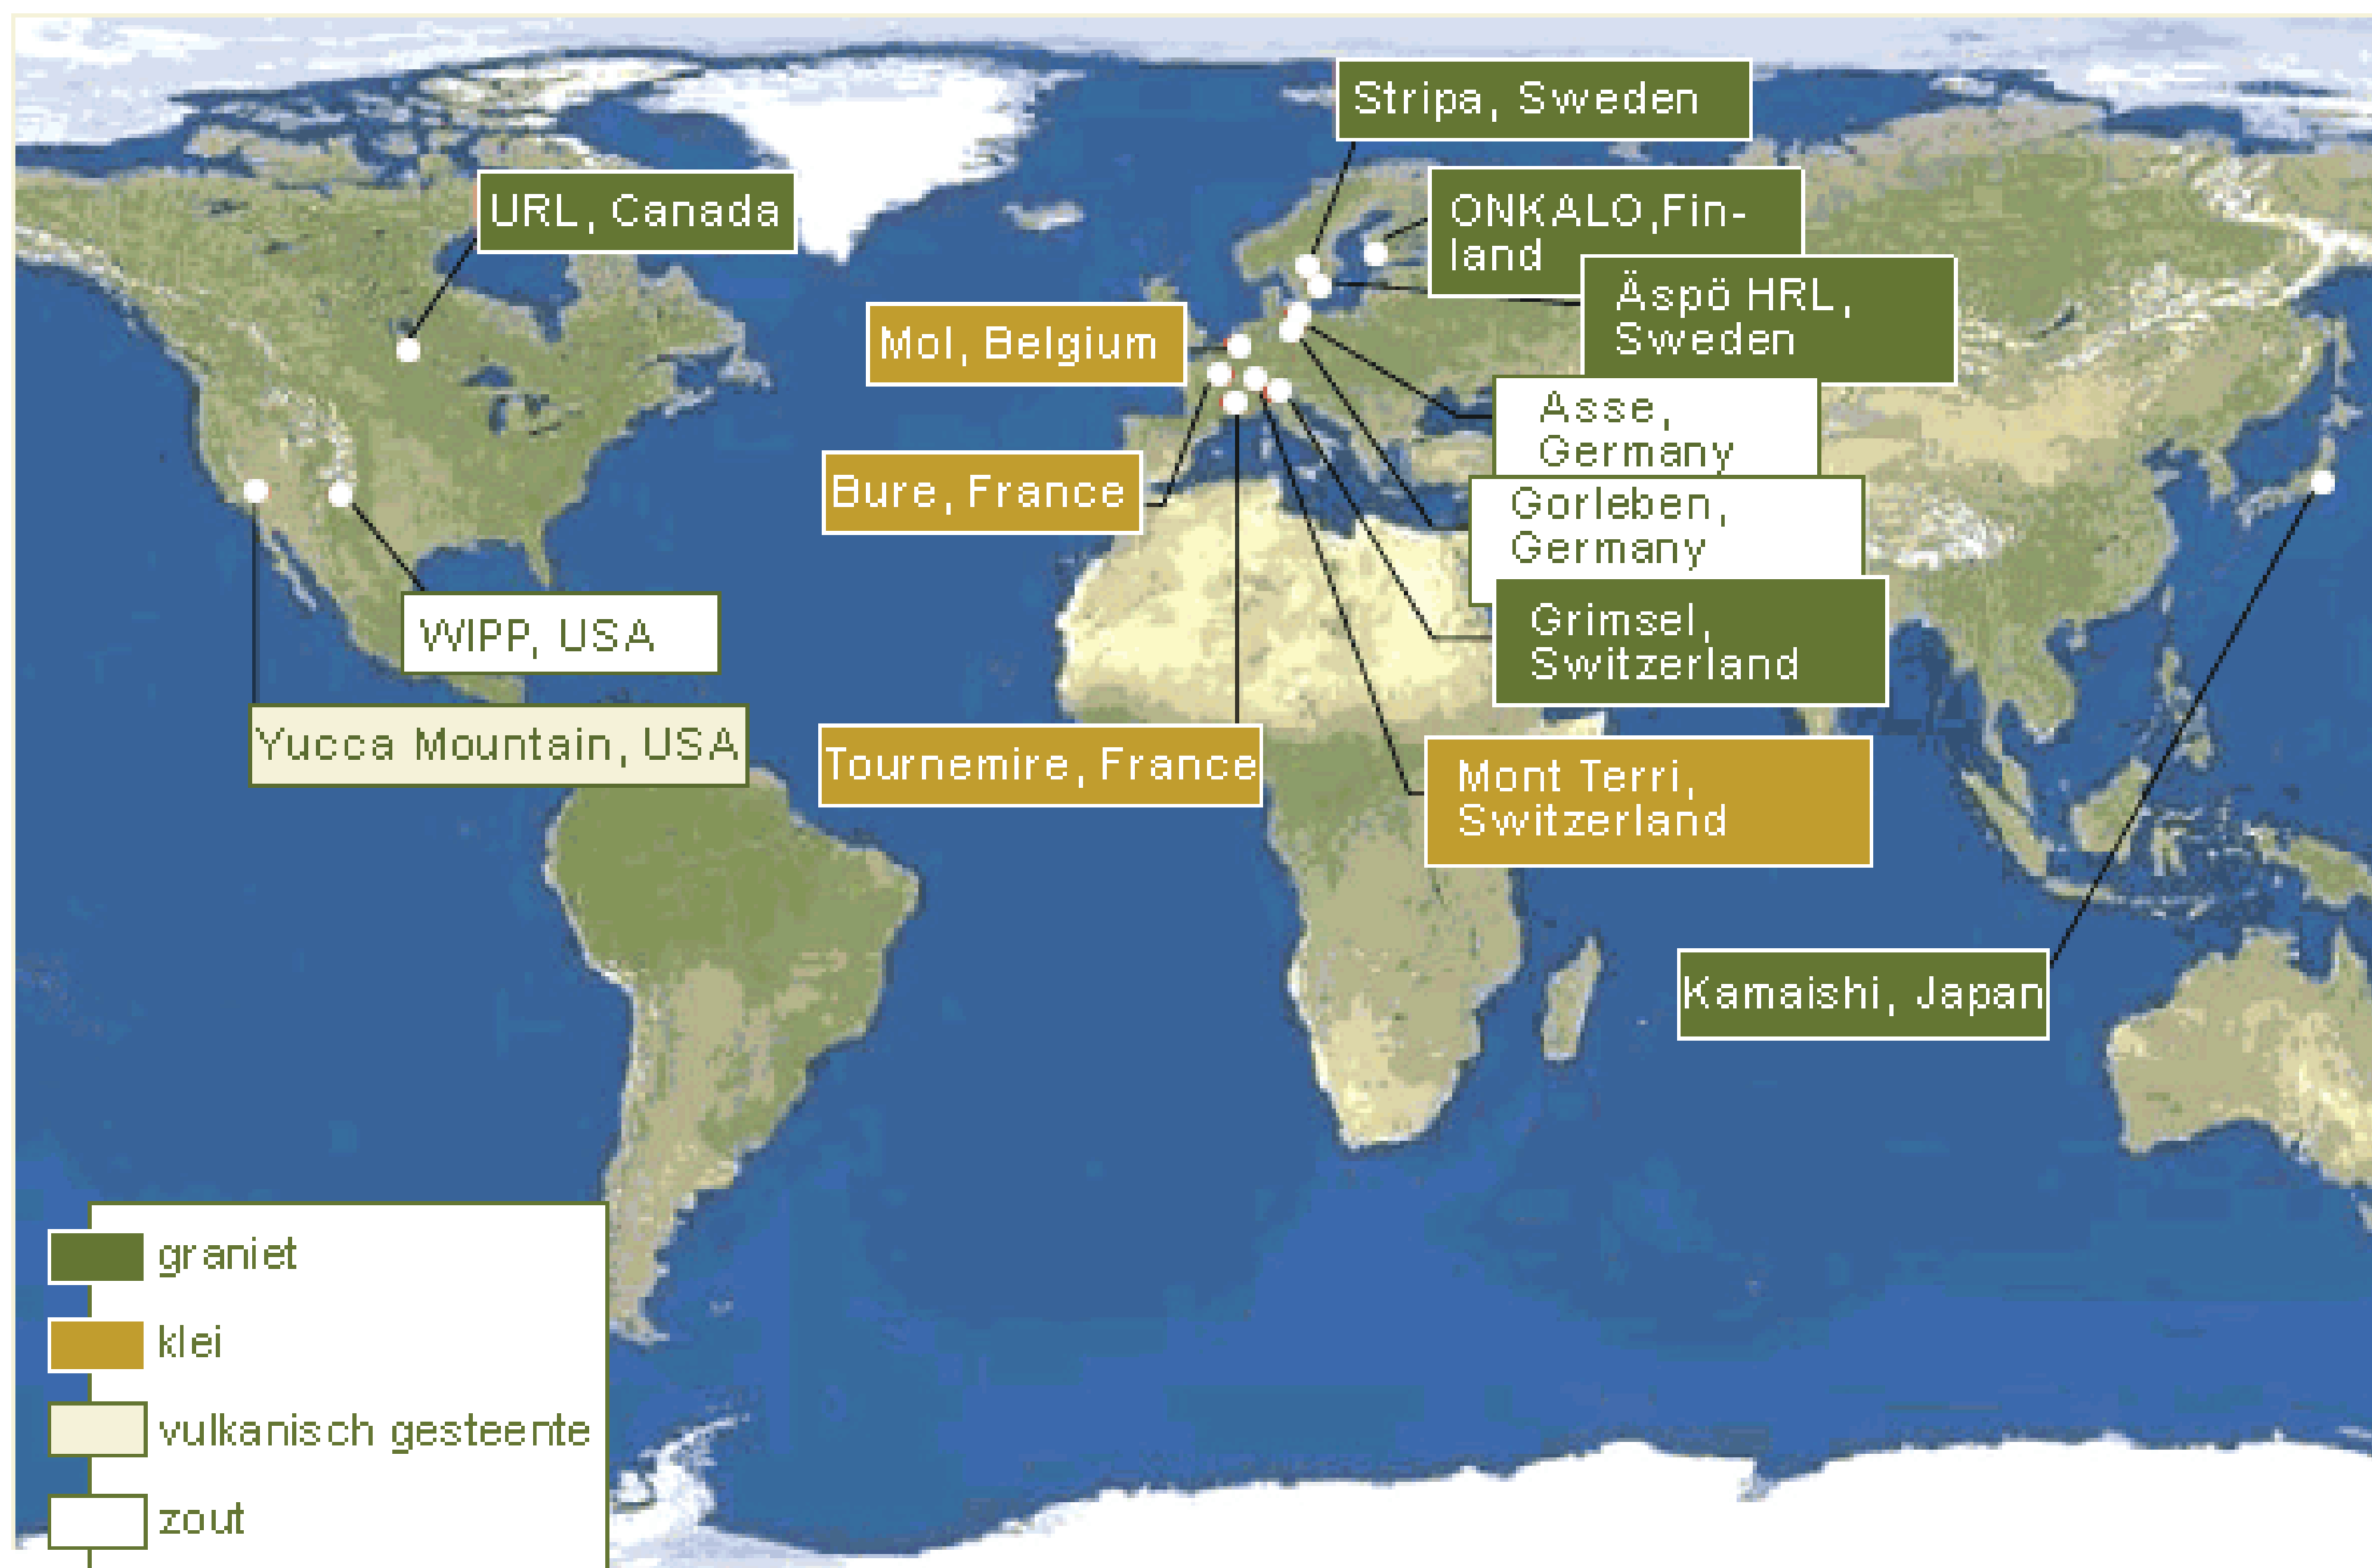 Stripa, Sweden
URL, Canada
ONKALO,Fin-
land
Äspö HRL,
Sweden
Mol, Belgium
Asse,
Germany
Bure, France
Gorleben,
Germany
WIPP, USA
Grimsel,
Switzerland
Yucca Mountain, USA
Tournemire, France
Mont Terri,
Switzerland
Kamaishi, Japan
graniet
klei
vulkanisch gesteente
zout